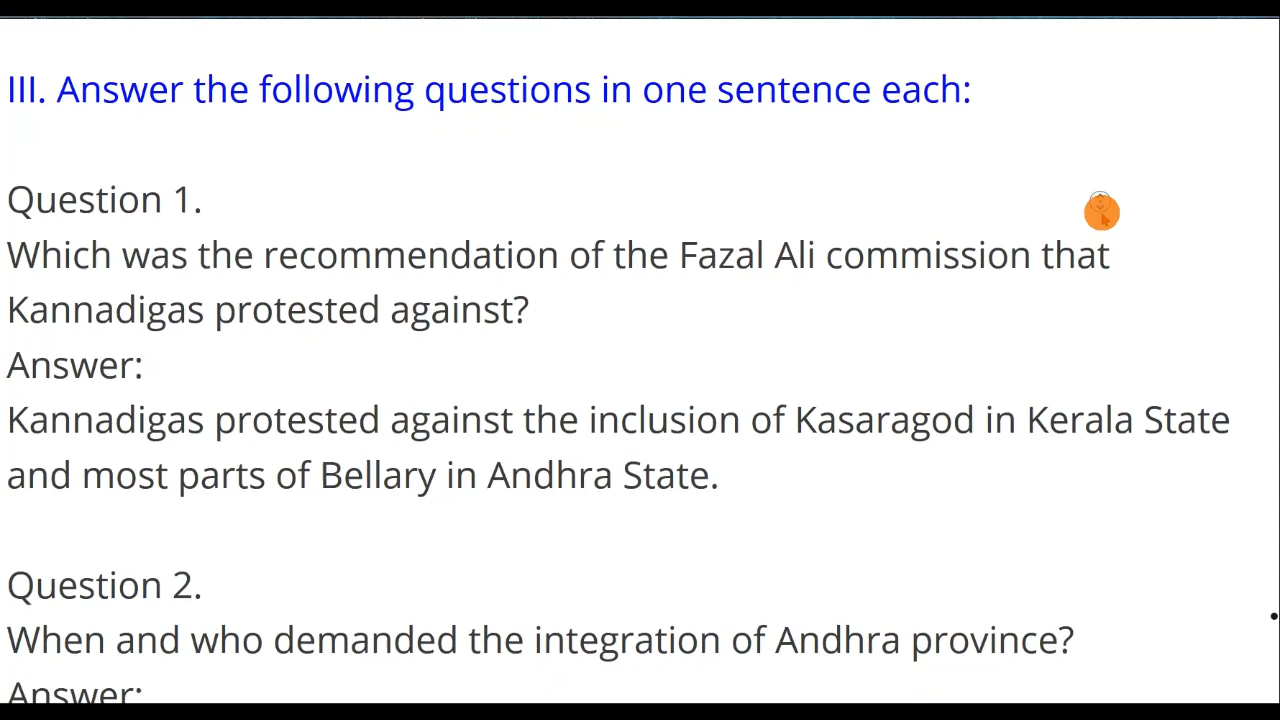 III. Answer the following questions in one sentence each:
Question 1.
Which was the recommendation of the Fazal Ali commission that
Kannadigas protested against?
Answer:
Kannadigas protested against the inclusion of Kasaragod in Kerala State
and most parts of Bellary in Andhra State.
Question 2.
When and who demanded the integration of Andhra province?
Answer: